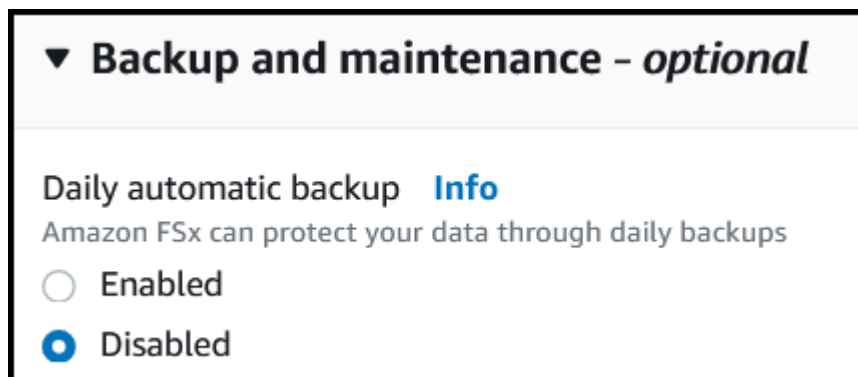 Backup and maintenance - optional
Daily automatic backup Info
Amazon FSx can protect your data through daily backups
Enabled
Disabled